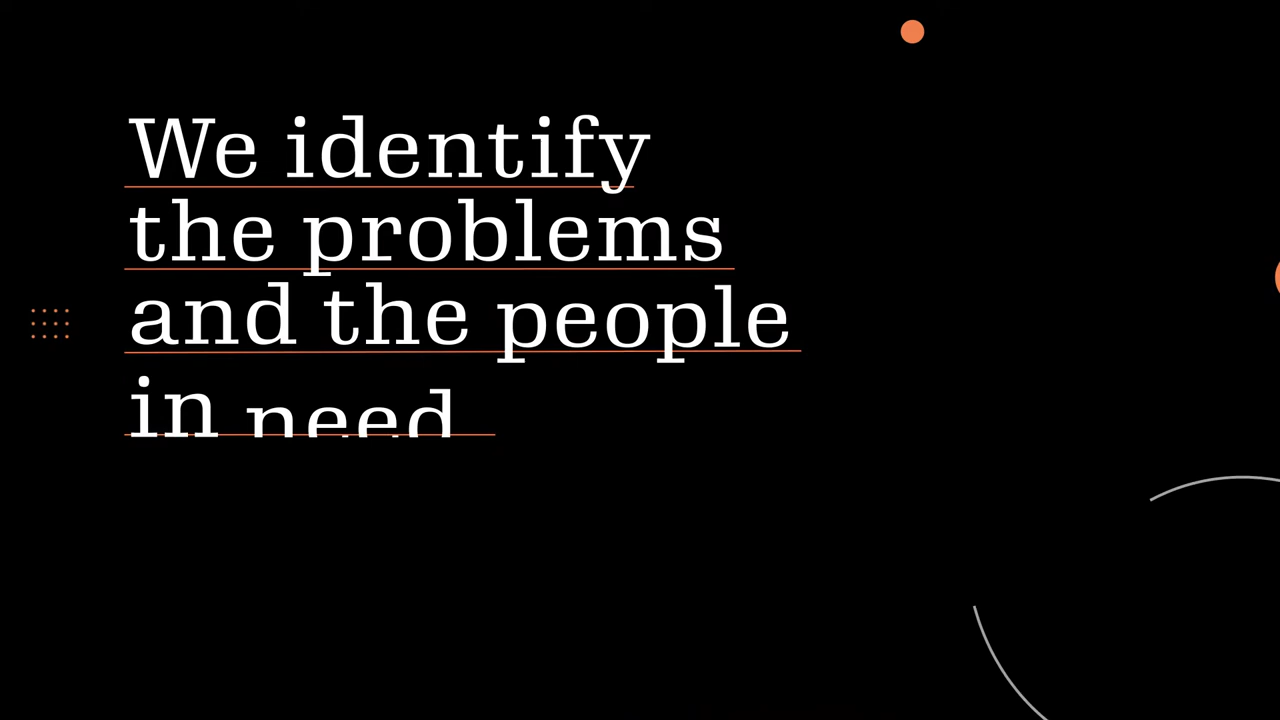 We identify
the problems
and the people
in need